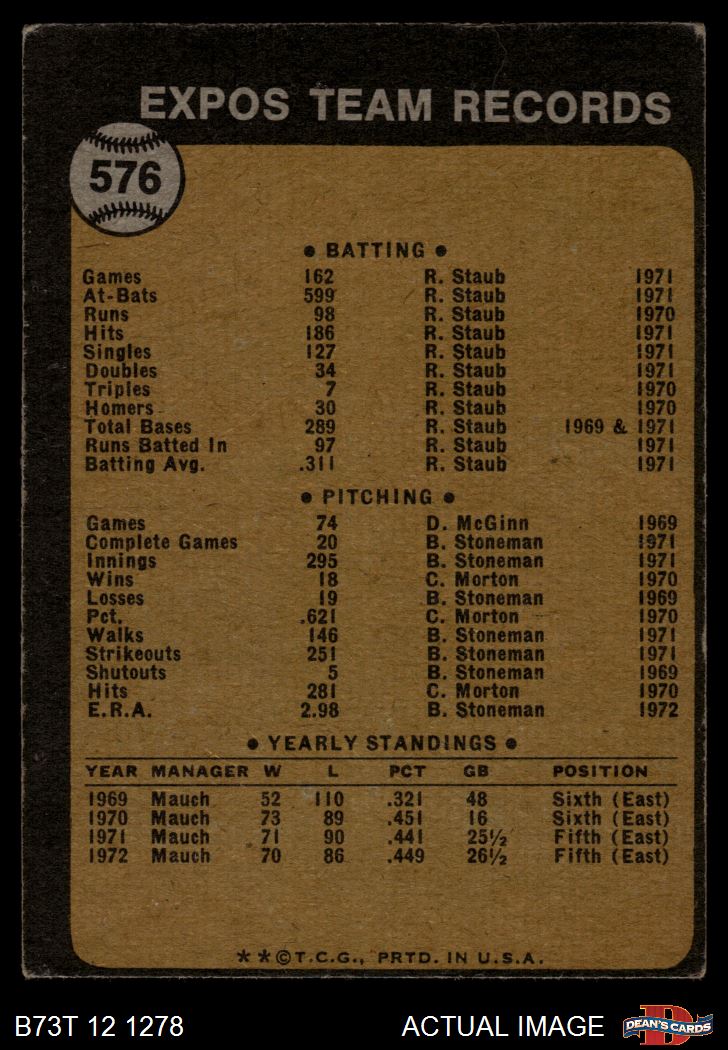 EXPOS TEAM RECORDS
576
• BATTING •
Games 162 R. Staub 1971
At-Bats 599 R. Staub 1971
Runs 98 R. Staub 1970
Hits 186 R. Staub 1971
Singles 127 R. Staub 1971
Doubles 34 R. Staub 1971
Triples 7 R. Staub 1970
Homers 30 R. Staub 1970
Total Bases 289 R. Staub 1969 & 1971
Runs Batted In 97 R. Staub 1971
Batting Avg. .311 R. Staub 1971
• PITCHING •
Games 74 D. McGinn 1969
Complete Games 20 B. Stoneman 1971
Innings 295 B. Stoneman 1971
Wins 18 C. Morton 1970
Losses 19 B. Stoneman 1969
Pct. .621 C. Morton 1970
Walks 146 B. Stoneman 1971
Strikeouts 251 B. Stoneman 1971
Shutouts 5 B. Stoneman 1969
Hits 281 C. Morton 1970
E.R.A. 2.98 B. Stoneman 1972
• YEARLY STANDINGS •
YEAR MANAGER W L PCT GB POSITION
1969 Mauch 52 110 .321 48 Sixth (East)
1970 Mauch 73 89 .451 16 Sixth (East)
1971 Mauch 71 90 .441 25½ Fifth (East)
1972 Mauch 70 86 .449 26½ Fifth (East)
**©T.C.G., PRTD. IN U.S.A.
B73T 12 1278 ACTUAL IMAGE DEAN'S CARDS